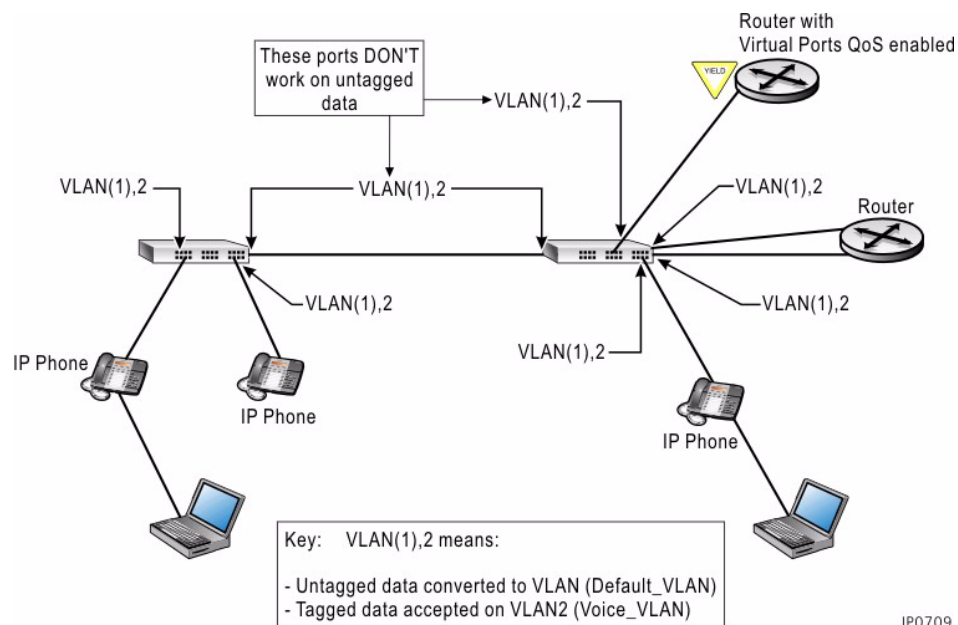 Router with
Virtual Ports QoS enabled
These ports DON'T
work on untagged
data
YIELD
VLAN(1),2
VLAN(1),2
VLAN(1),2
VLAN(1),2
Router
VLAN(1),2
VLAN(1),2
VLAN(1),2
IP Phone
IP Phone
IP Phone
Key: VLAN(1),2 means:
- Untagged data converted to VLAN (Default_VLAN)
- Tagged data accepted on VLAN2 (Voice_VLAN)
IP0709